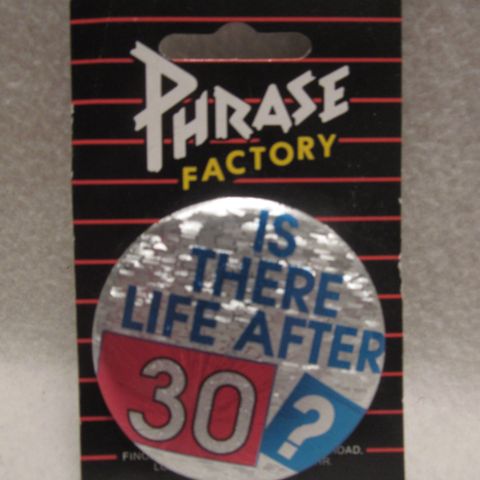 PHRASE
FACTORY
IS
THERE
LIFE AFTER
30?